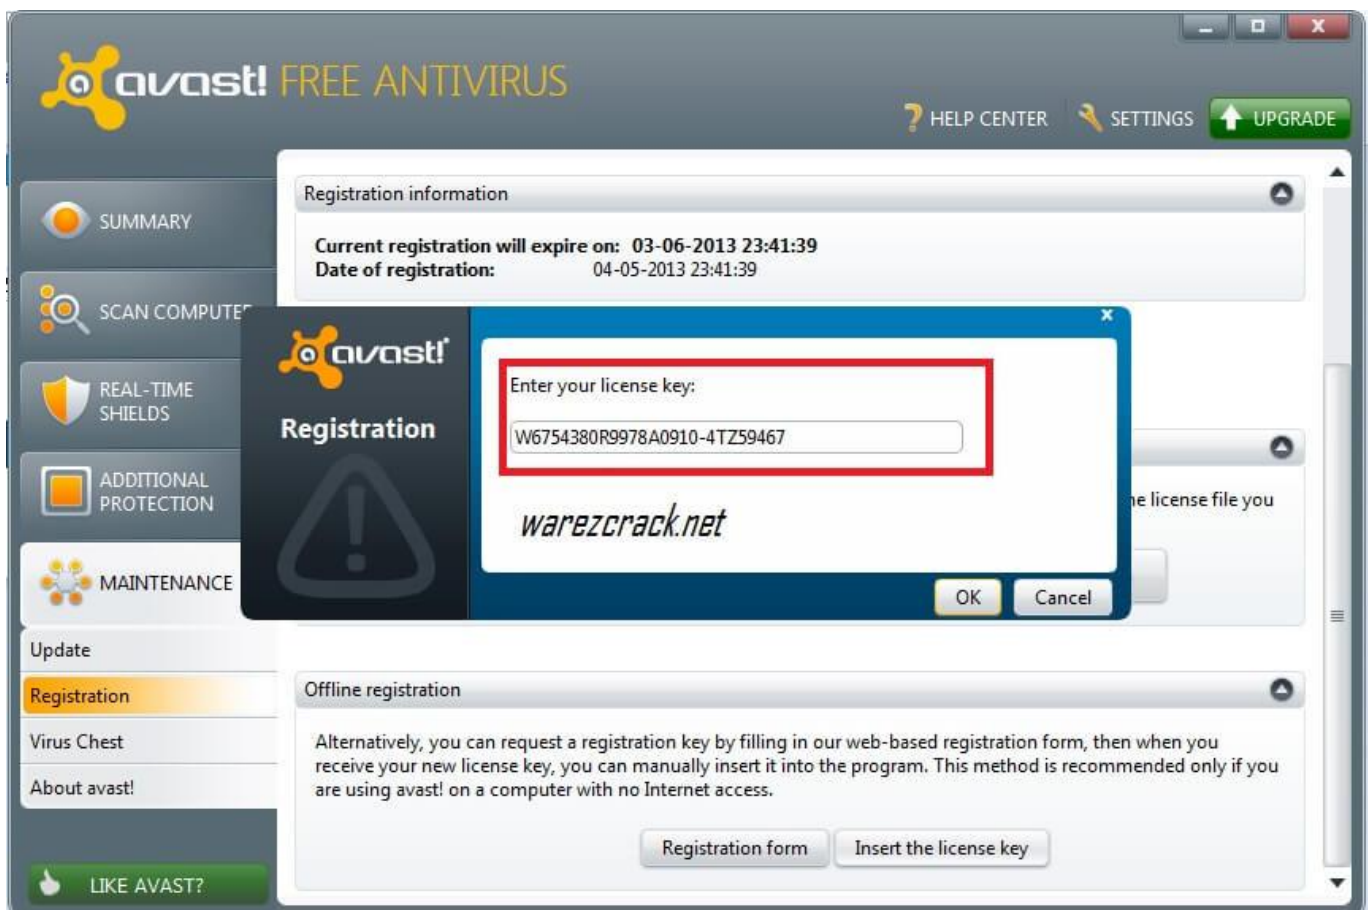 avast! FREE ANTIVIRUS
HELP CENTER
SETTINGS
UPGRADE
SUMMARY
SCAN COMPUTER
REAL-TIME
SHIELDS
ADDITIONAL
PROTECTION
MAINTENANCE
Update
Registration
Virus Chest
About avast!
LIKE AVAST?
Registration information
Current registration will expire on: 03-06-2013 23:41:39
Date of registration: 04-05-2013 23:41:39
avast!
Registration
Enter your license key:
W6754380R9978A0910-4TZ59467
warezcrack.net
OK
Cancel
license file you
Offline registration
Alternatively, you can request a registration key by filling in our web-based registration form, then when you
receive your new license key, you can manually insert it into the program. This method is recommended only if you
are using avast! on a computer with no Internet access.
Registration form
Insert the license key